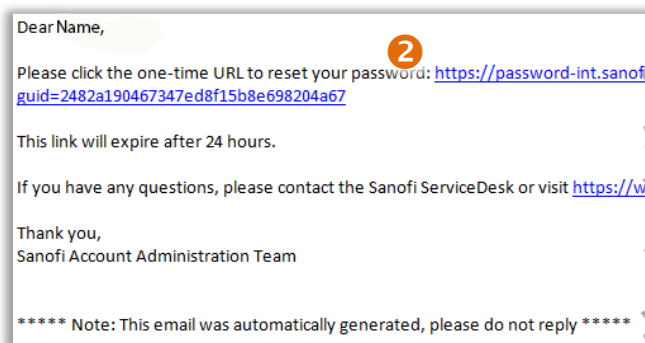 Dear Name,
2
Please click the one-time URL to reset your password: https://password-int.sanofi
guid=2482a190467347ed8f15b8e698204a67
This link will expire after 24 hours.
If you have any questions, please contact the Sanofi ServiceDesk or visit https://w
Thank you,
Sanofi Account Administration Team
***** Note: This email was automatically generated, please do not reply *****